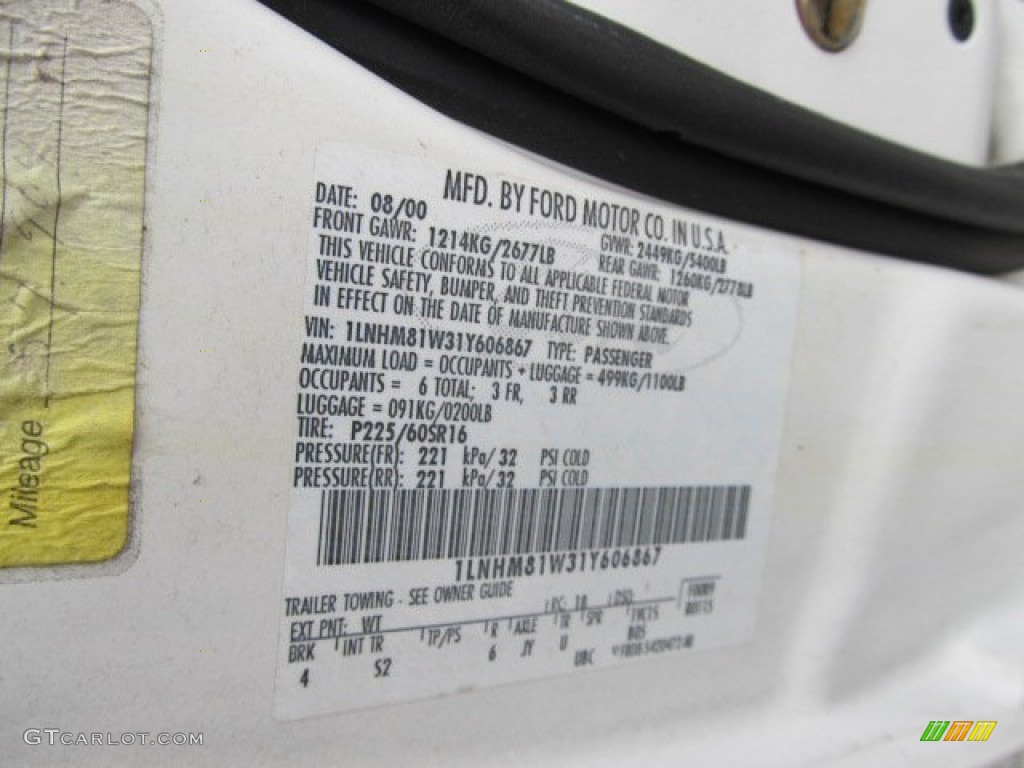 MFD. BY FORD MOTOR CO. IN U.S.A.
DATE: 08/00 GVWR: 2449KG/5400LB
FRONT GAWR: 1214KG/2677LB REAR GAWR: 1260KG/2778LB
THIS VEHICLE CONFORMS TO ALL APPLICABLE FEDERAL MOTOR
VEHICLE SAFETY, BUMPER, AND THEFT PREVENTION STANDARDS
IN EFFECT ON THE DATE OF MANUFACTURE SHOWN ABOVE.
VIN: 1LNHM81W31Y606867 TYPE: PASSENGER
MAXIMUM LOAD = OCCUPANTS + LUGGAGE = 499KG/1100LB
OCCUPANTS = 6 TOTAL; 3 FR, 3 RR
LUGGAGE = 091KG/0200LB
TIRE: P225/60SR16
PRESSURE(FR): 221 kPa/ 32 PSI COLD
PRESSURE(RR): 221 kPa/ 32 PSI COLD
1LNHM81W31Y606867
TRAILER TOWING - SEE OWNER GUIDE
EXT PNT: WT RC: 18 DSO:
BRK INT TR TP/PS R AXLE TR SPR
4 S2 6 JY U
UBC
Mileage
GTCARLOT.COM